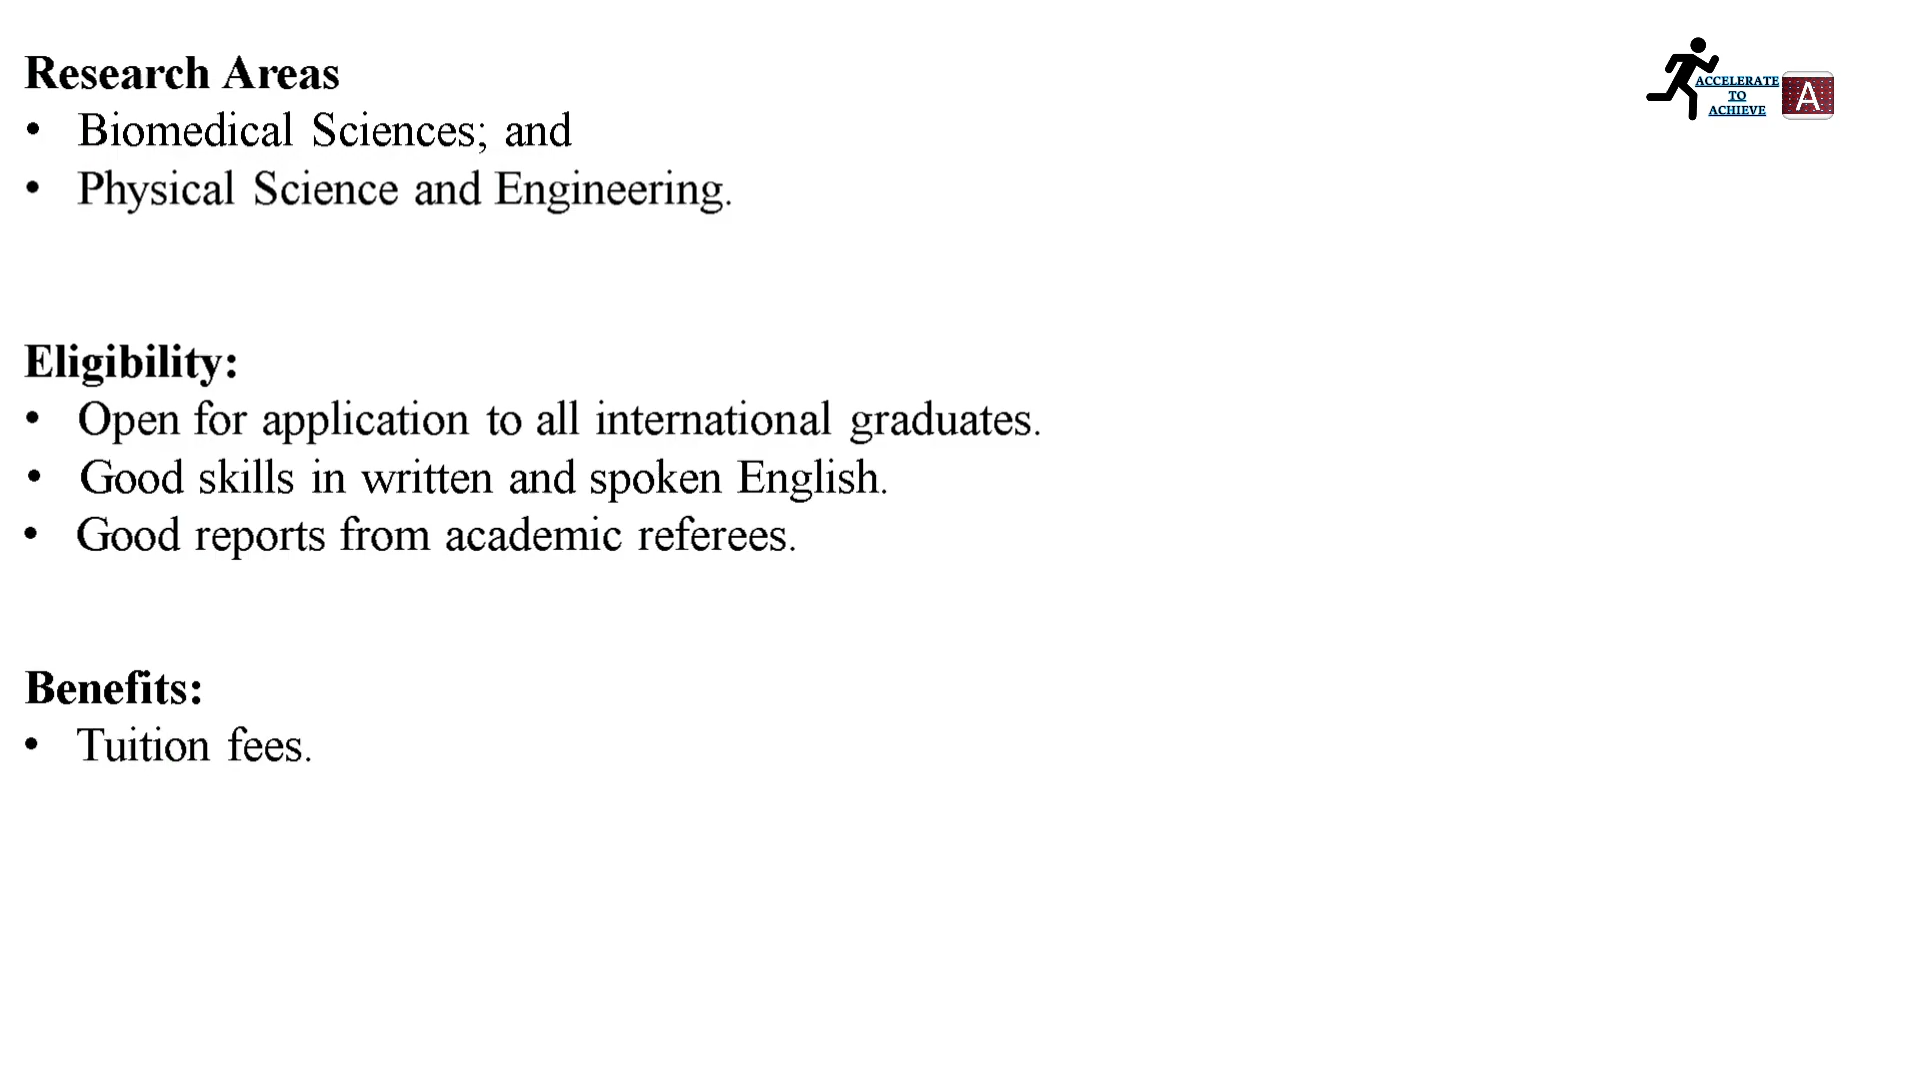 Research Areas
• Biomedical Sciences; and
• Physical Science and Engineering.
Eligibility:
• Open for application to all international graduates.
• Good skills in written and spoken English.
• Good reports from academic referees.
Benefits:
• Tuition fees.
ACCELERATE
TO
ACHIEVE
A